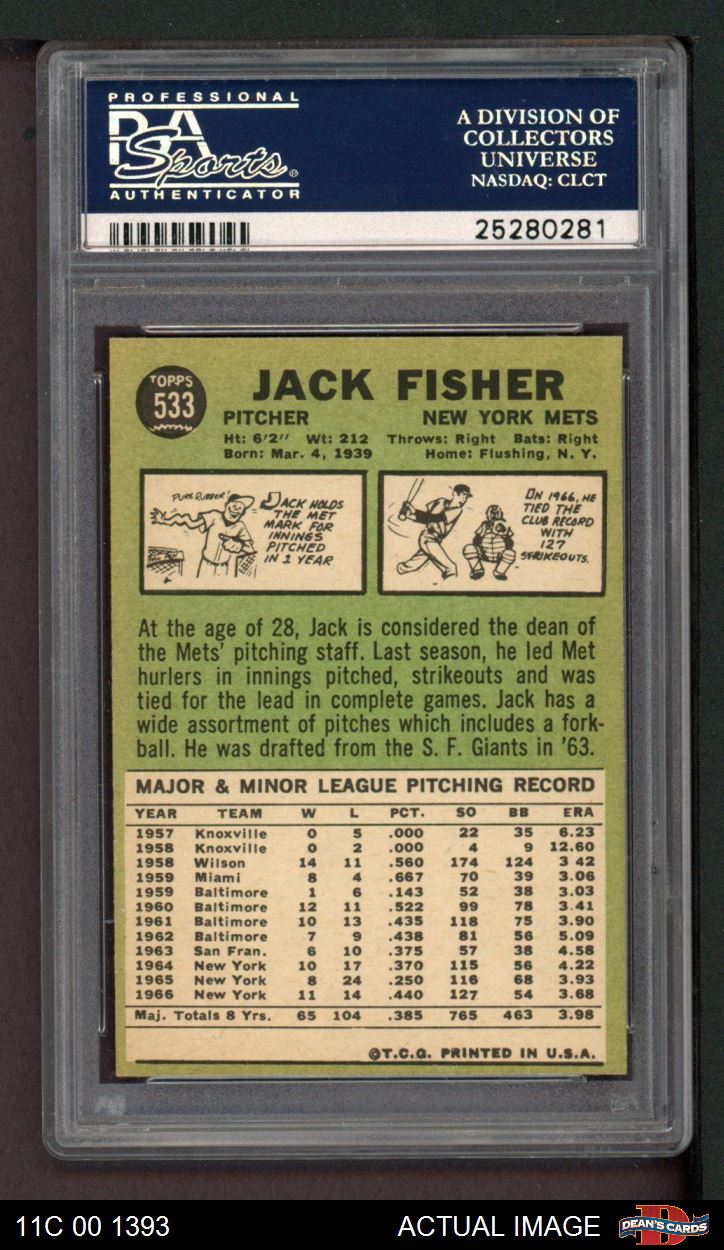 PROFESSIONAL
PSA
Sports®
AUTHENTICATOR
A DIVISION OF
COLLECTORS
UNIVERSE
NASDAQ: CLCT
25280281
TOPPS
533
JACK FISHER
PITCHER NEW YORK METS
Ht: 6'2'' Wt: 212 Throws: Right Bats: Right
Born: Mar. 4, 1939 Home: Flushing, N. Y.
PURE RUBBER!
JACK HOLDS
THE MET
MARK FOR
INNINGS
PITCHED
IN 1 YEAR
ON 1966, HE
TIED THE
CLUB RECORD
WITH
127
STRIKEOUTS.
At the age of 28, Jack is considered the dean of
the Mets' pitching staff. Last season, he led Met
hurlers in innings pitched, strikeouts and was
tied for the lead in complete games. Jack has a
wide assortment of pitches which includes a fork-
ball. He was drafted from the S. F. Giants in '63.
MAJOR & MINOR LEAGUE PITCHING RECORD
YEAR TEAM W L PCT. SO BB ERA
1957 Knoxville 0 5 .000 22 35 6.23
1958 Knoxville 0 2 .000 4 9 12.60
1958 Wilson 14 11 .560 174 124 3 42
1959 Miami 8 4 .667 70 39 3.06
1959 Baltimore 1 6 .143 52 38 3.03
1960 Baltimore 12 11 .522 99 78 3.41
1961 Baltimore 10 13 .435 118 75 3.90
1962 Baltimore 7 9 .438 81 56 5.09
1963 San Fran. 6 10 .375 57 38 4.58
1964 New York 10 17 .370 115 56 4.22
1965 New York 8 24 .250 116 68 3.93
1966 New York 11 14 .440 127 54 3.68
Maj. Totals 8 Yrs. 65 104 .385 765 463 3.98
©T.C.G. PRINTED IN U.S.A.
11C 00 1393 ACTUAL IMAGE
DEAN'S CARDS